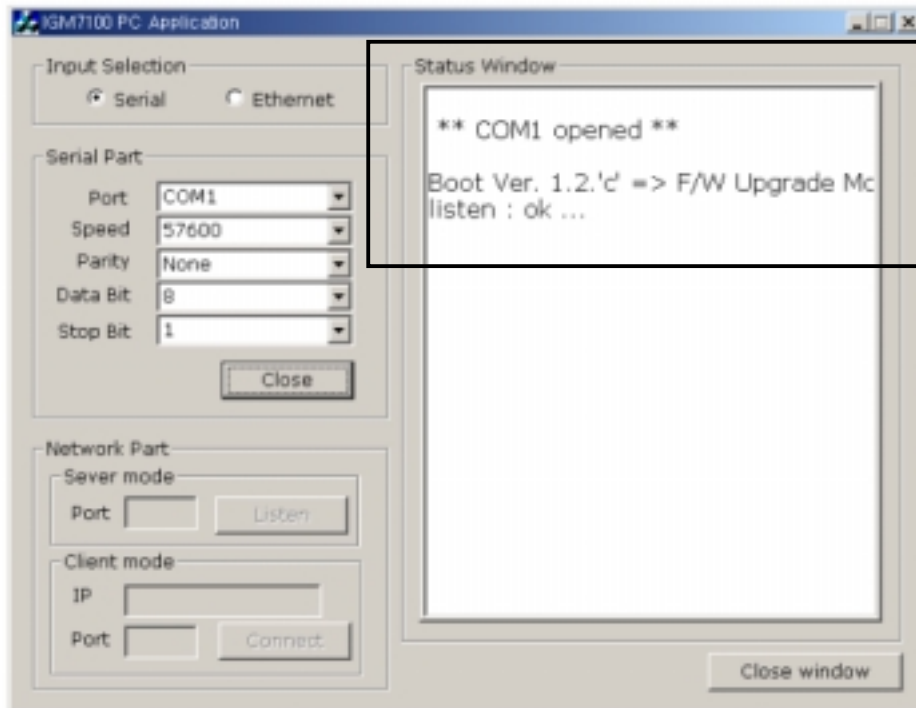 IGM7100 PC Application
Input Selection
Serial Ethernet
Serial Part
Port COM1
Speed 57600
Parity None
Data Bit 8
Stop Bit 1
Close
Network Part
Sever mode
Port Listen
Client mode
IP
Port Connect
Status Window
** COM1 opened **
Boot Ver. 1.2.'c' => F/W Upgrade Mc
listen : ok ...
Close window